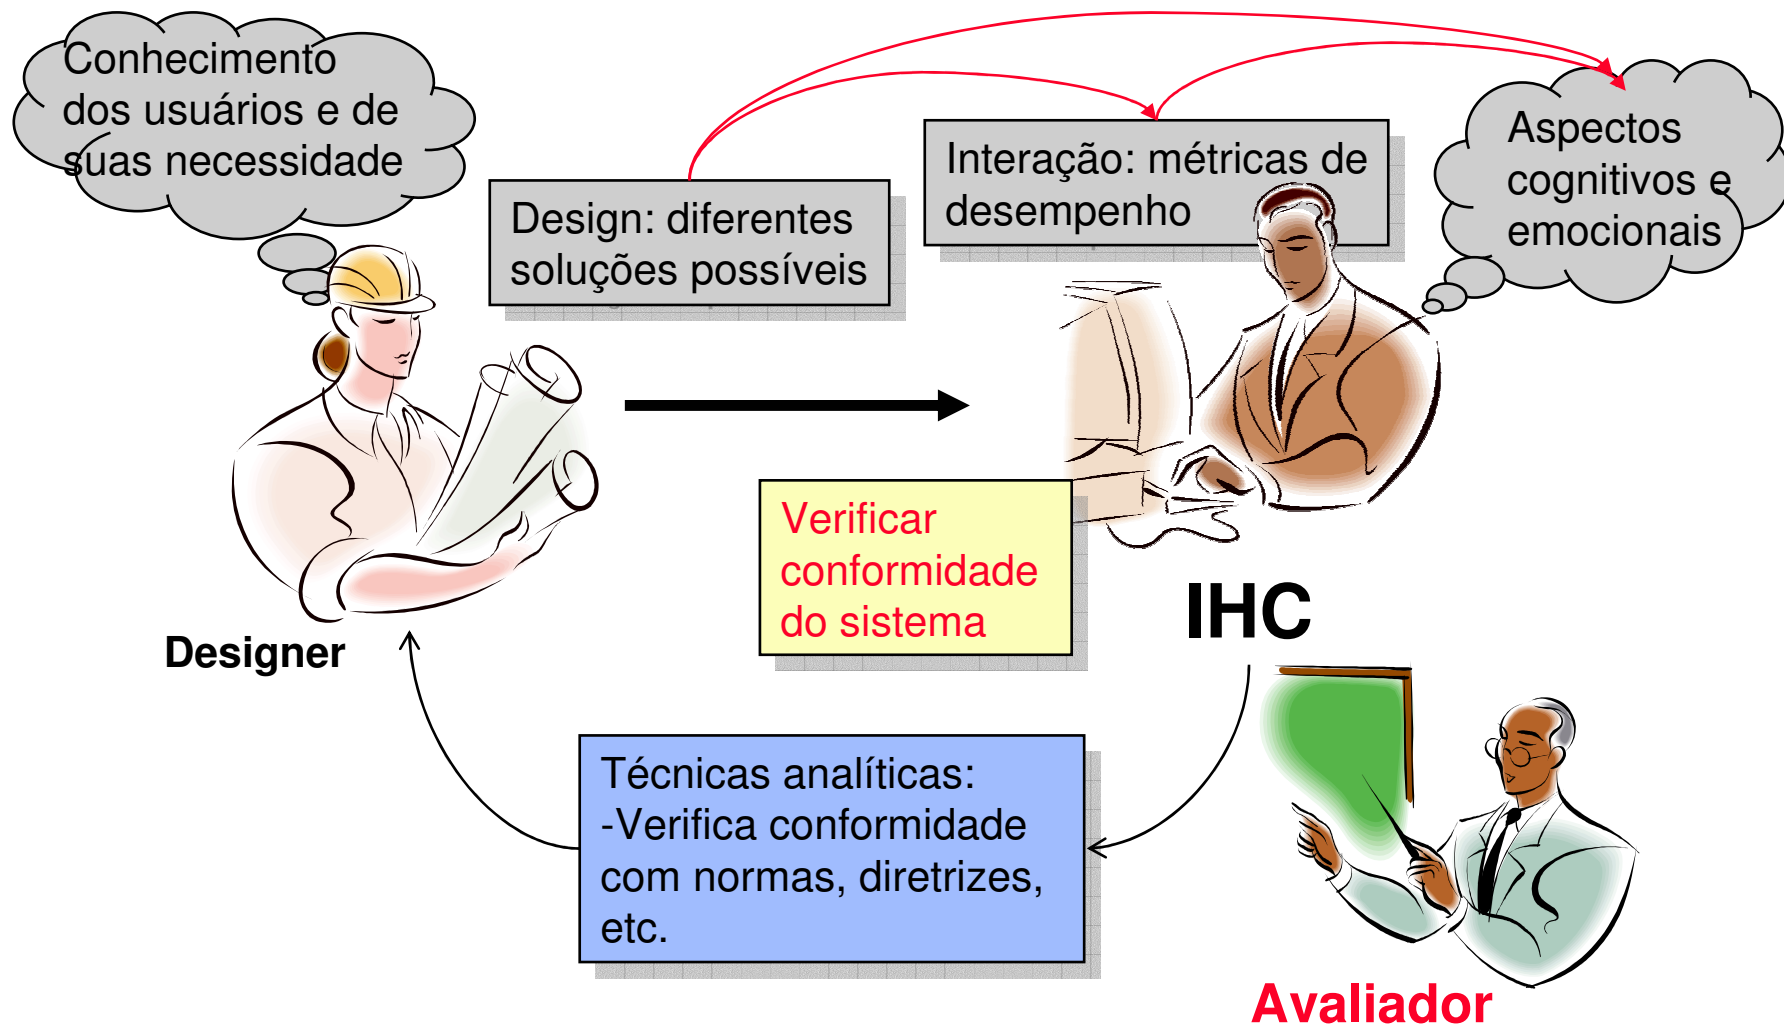 Conhecimento
dos usuários e de
suas necessidade
Design: diferentes
soluções possíveis
Interação: métricas de
desempenho
Aspectos
cognitivos e
emocionais
Verificar
conformidade
do sistema
IHC
Designer
Técnicas analíticas:
-Verifica conformidade
com normas, diretrizes,
etc.
Avaliador